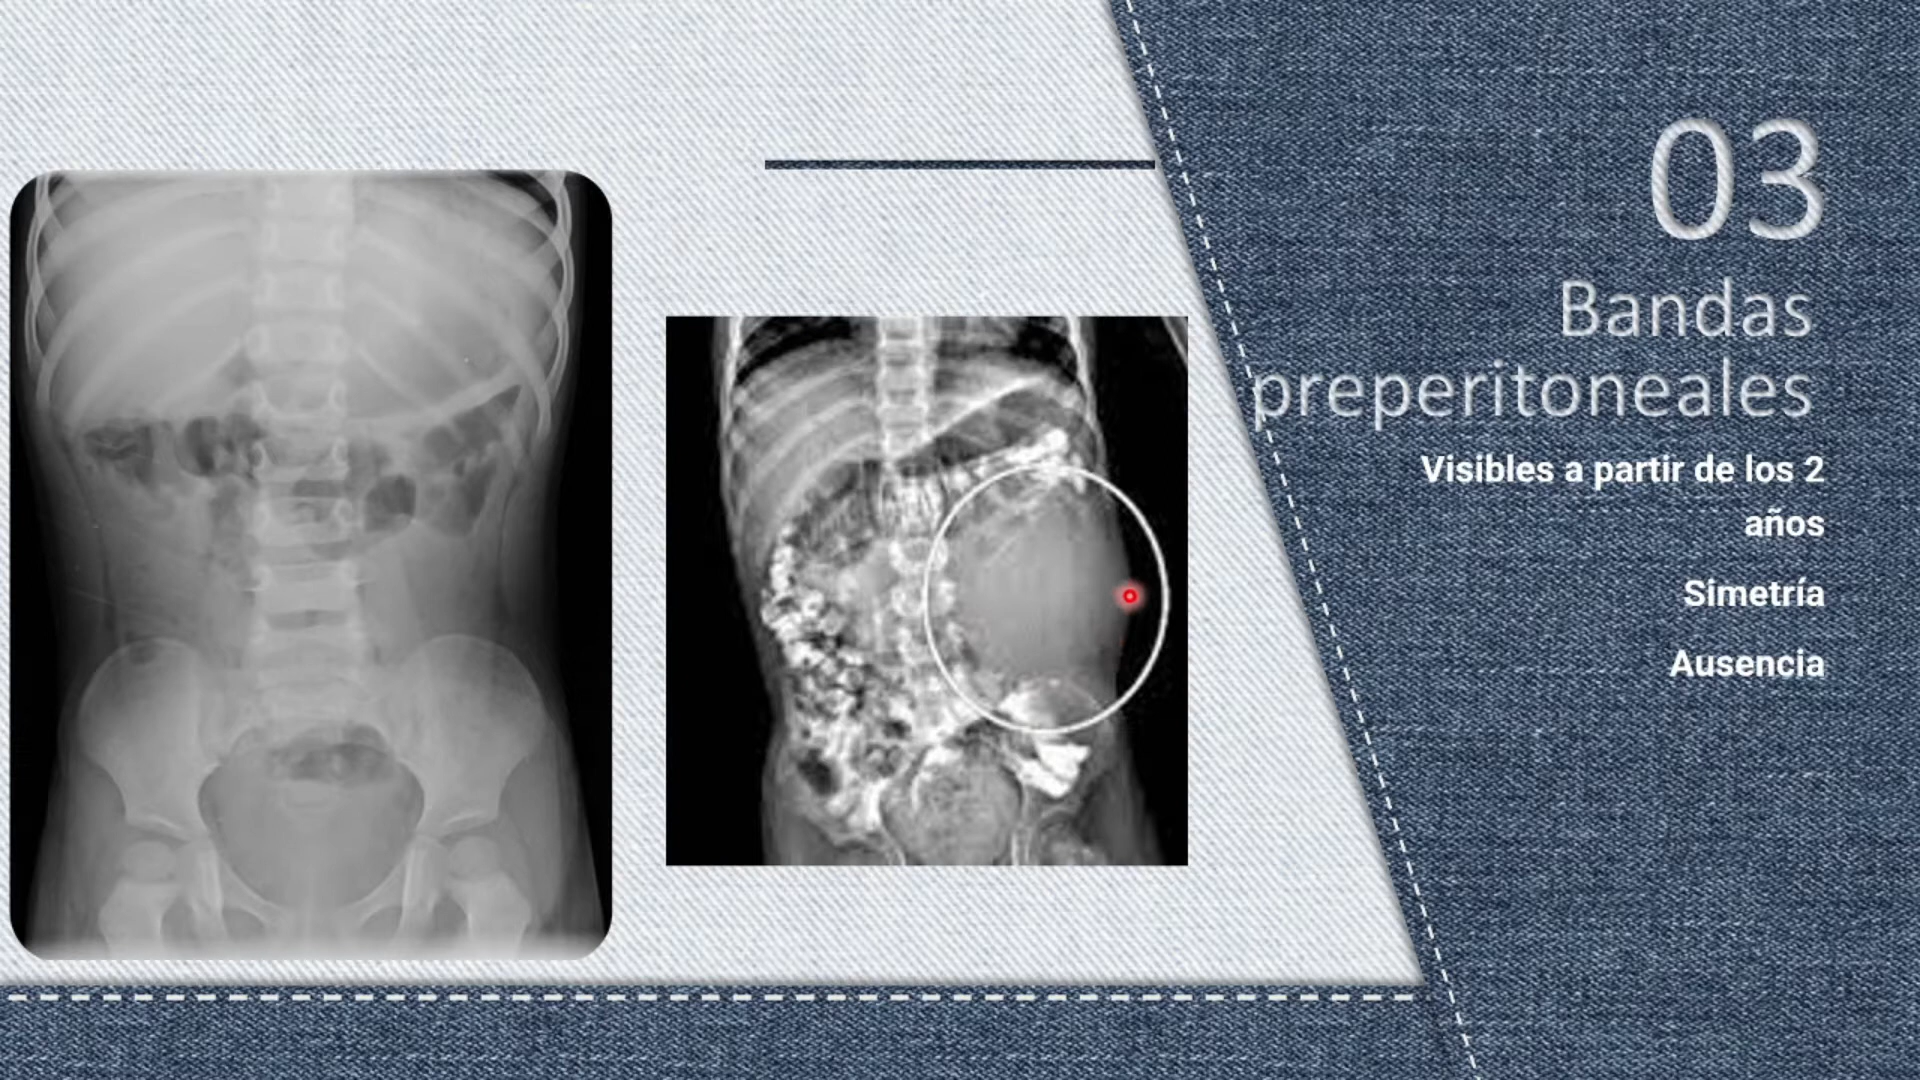 03
Bandas
preperitoneales
Visibles a partir de los 2
años
Simetría
Ausencia